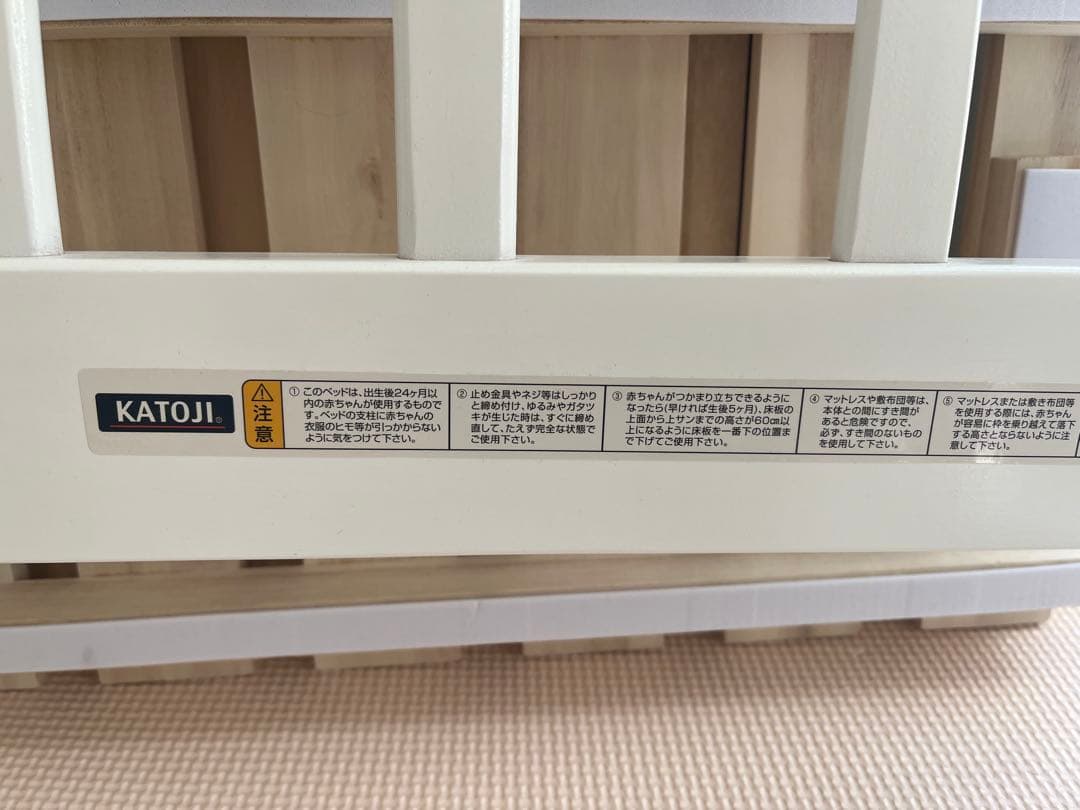 KATOJI
注意
① このベッドは、出生後24ヶ月以
内の赤ちゃんが使用するもので
す。ベッドの支柱に赤ちゃんの
衣服のヒモ等が引っかからない
ように気をつけて下さい。
② 止め金具やネジ等はしっかり
と締め付け、ゆるみやガタツ
キが生じた時は、すぐに締め
直して、たえず完全な状態で
ご使用下さい。
③ 赤ちゃんがつかまり立ちできるように
なったら(早ければ生後5ヶ月)、床板の
上面から上サンまでの高さが60cm以
上になるように床板を一番下の位置ま
で下げてご使用下さい。
④ マットレスや敷布団等は、
本体との間にすき間が
あると危険ですので、
必ず、すき間のないもの
を使用して下さい。
⑤ マットレスまたは敷き布団等
を使用する際には、赤ちゃん
が容易に枠を乗り越えて落下
する高さとならないように注
意して下さい。